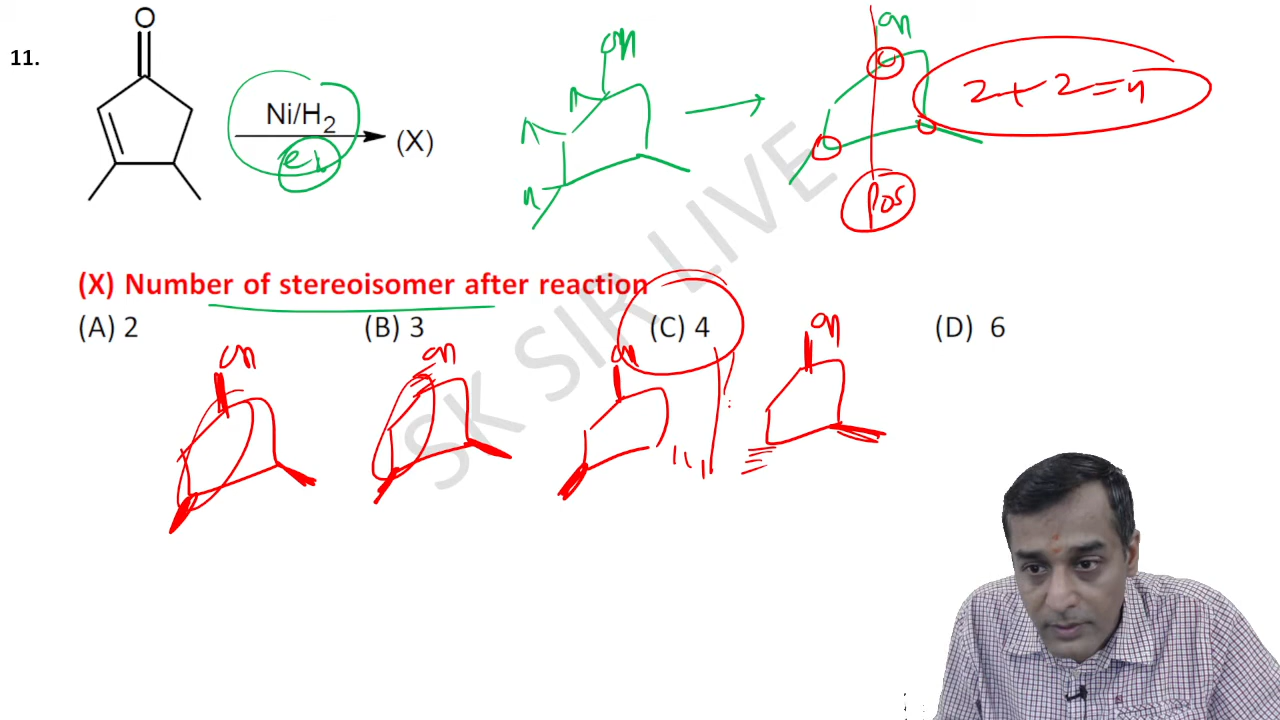 O
11.
Ni/H2
(X)
OH
OH
2+2=4
POS
(X) Number of stereoisomer after reaction
(A) 2
(B) 3
(C) 4
(D) 6
OH
OH
OH
OH
SK SIR LIVE